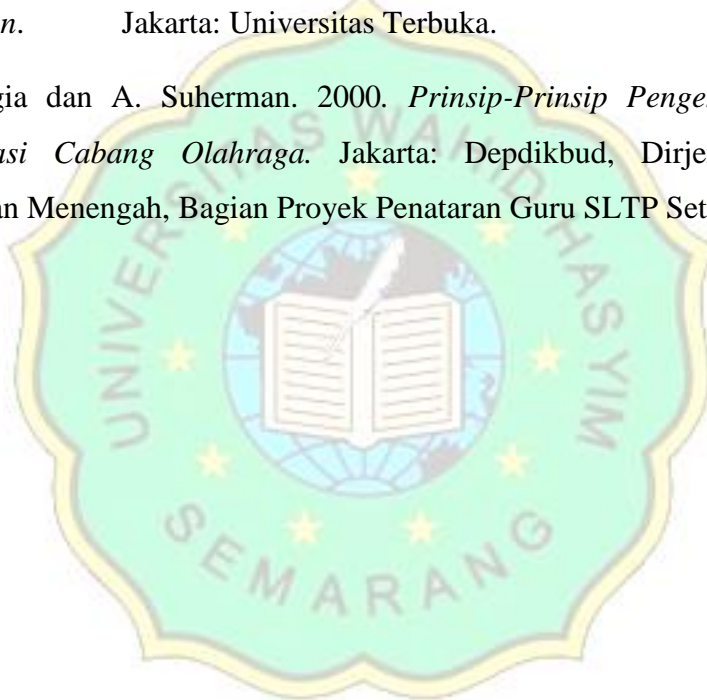 n. Jakarta: Universitas Terbuka.
gia dan A. Suherman. 2000. Prinsip-Prinsip Penge
asi Cabang Olahraga. Jakarta: Depdikbud, Dirje
an Menengah, Bagian Proyek Penataran Guru SLTP Set
UNIVERSITAS WAHID HASYIM
SEMARANG